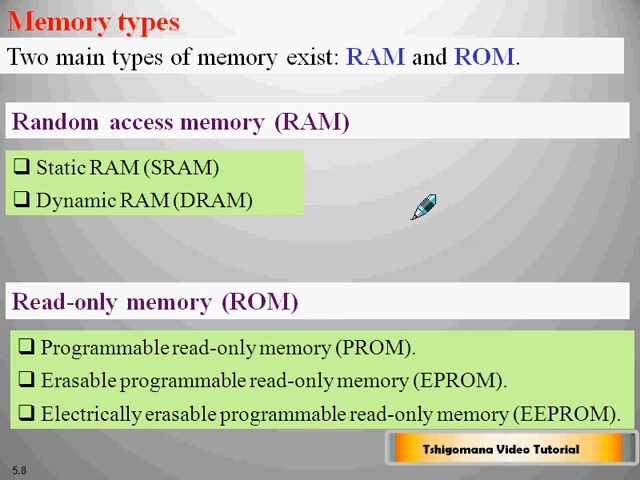 Memory types
Two main types of memory exist: RAM and ROM.
Random access memory (RAM)
❑ Static RAM (SRAM)
❑ Dynamic RAM (DRAM)
Read-only memory (ROM)
❑ Programmable read-only memory (PROM).
❑ Erasable programmable read-only memory (EPROM).
❑ Electrically erasable programmable read-only memory (EEPROM).
Tshigomana Video Tutorial
5.8